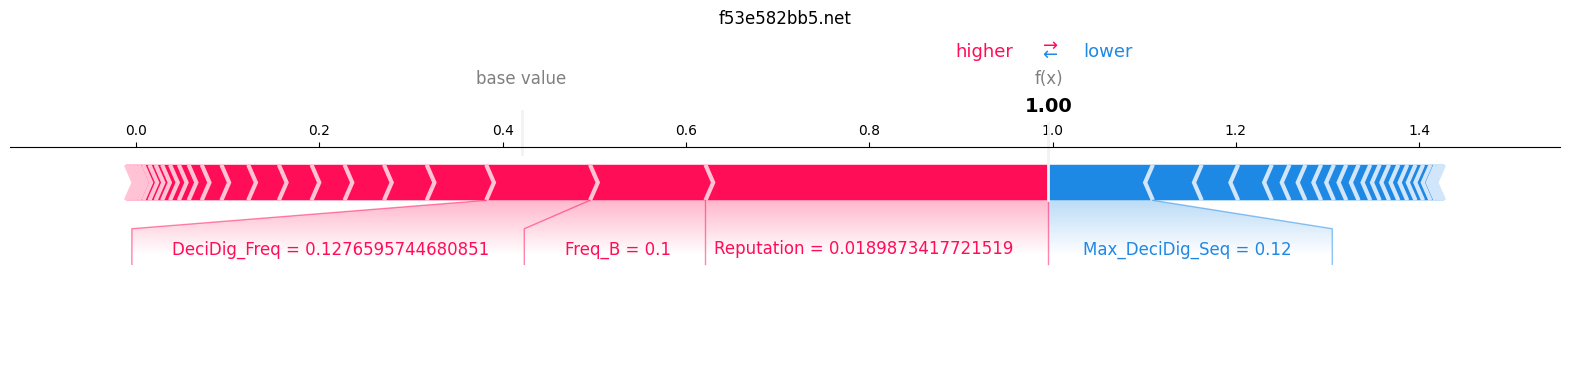 f53e582bb5.net
higher ⇄ lower
base value f(x)
1.00
0.0 0.2 0.4 0.6 0.8 1.0 1.2 1.4
DeciDig_Freq = 0.1276595744680851 Freq_B = 0.1 Reputation = 0.0189873417721519 Max_DeciDig_Seq = 0.12